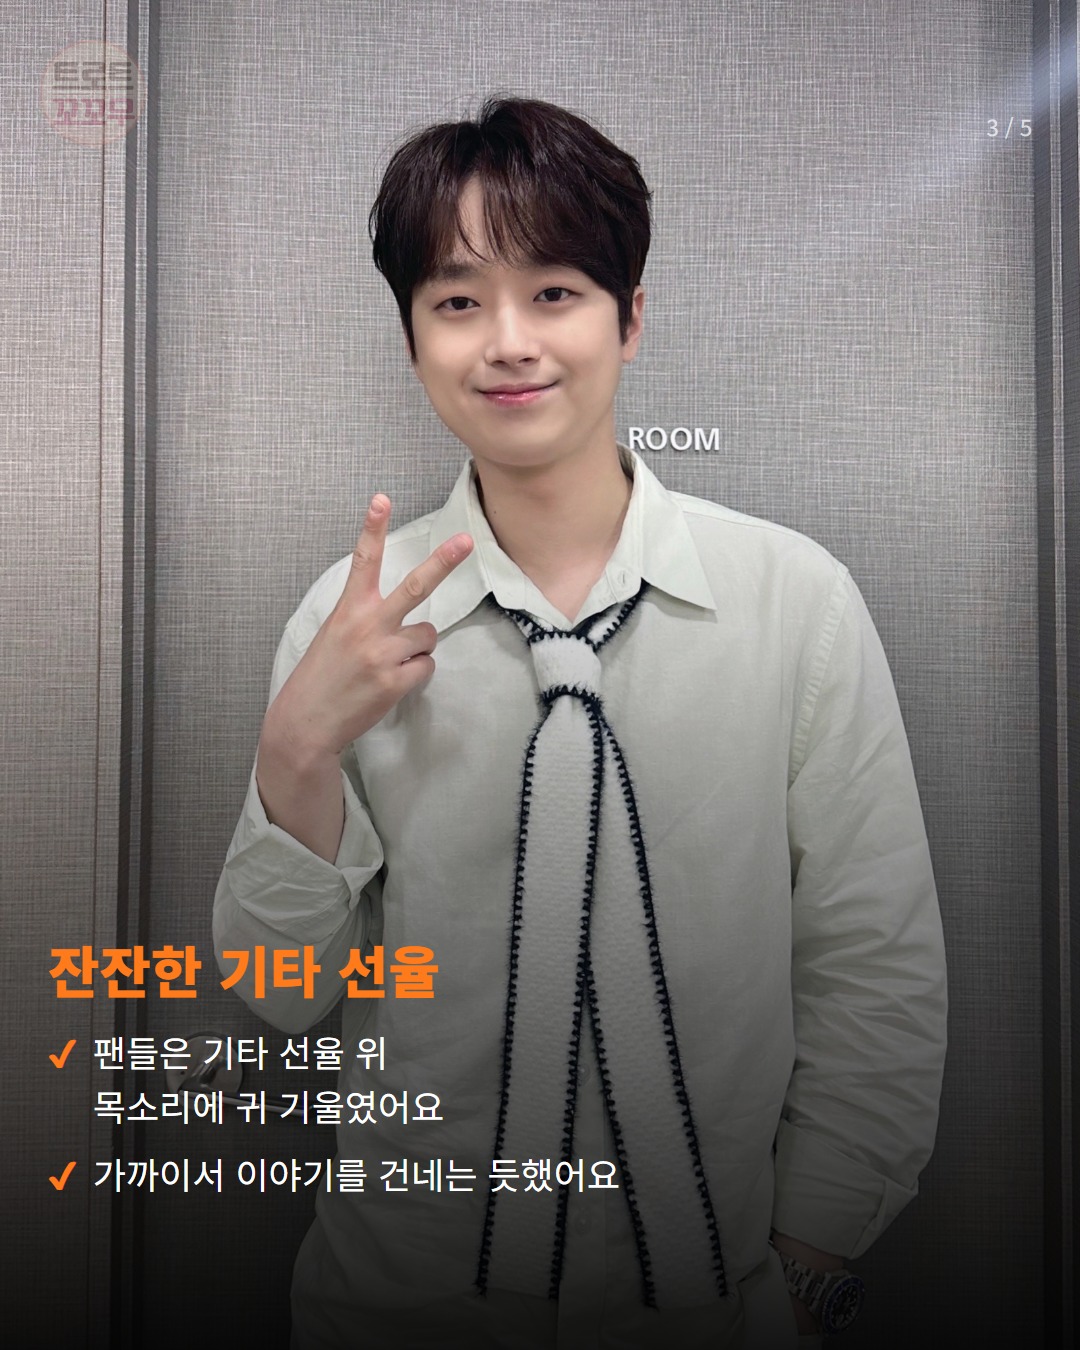 트로트
꼬꼬무
3 / 5
ROOM
잔잔한 기타 선율
✔ 팬들은 기타 선율 위
목소리에 귀 기울였어요
✔ 가까이서 이야기를 건네는 듯했어요